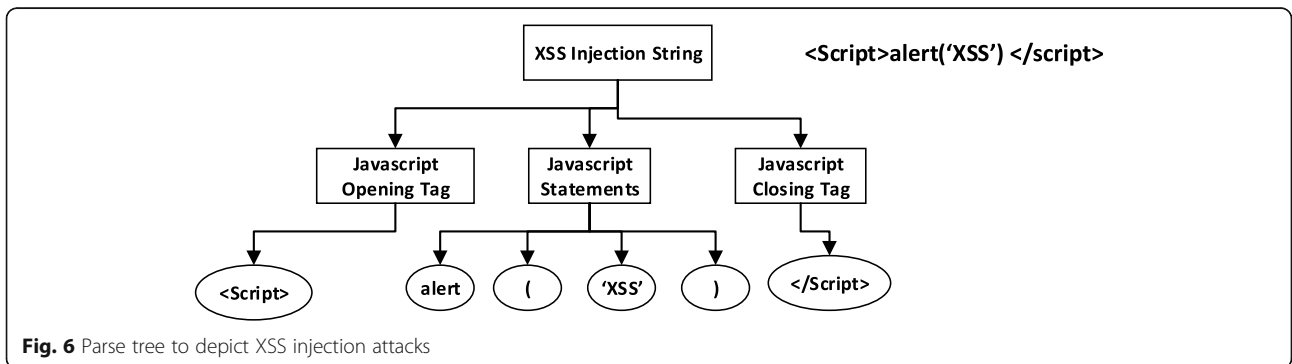 XSS Injection String
<Script>alert(‘XSS’) </script>
Javascript
Opening Tag
Javascript
Statements
Javascript
Closing Tag
<Script>
alert
(
‘XSS’
)
</Script>
Fig. 6 Parse tree to depict XSS injection attacks